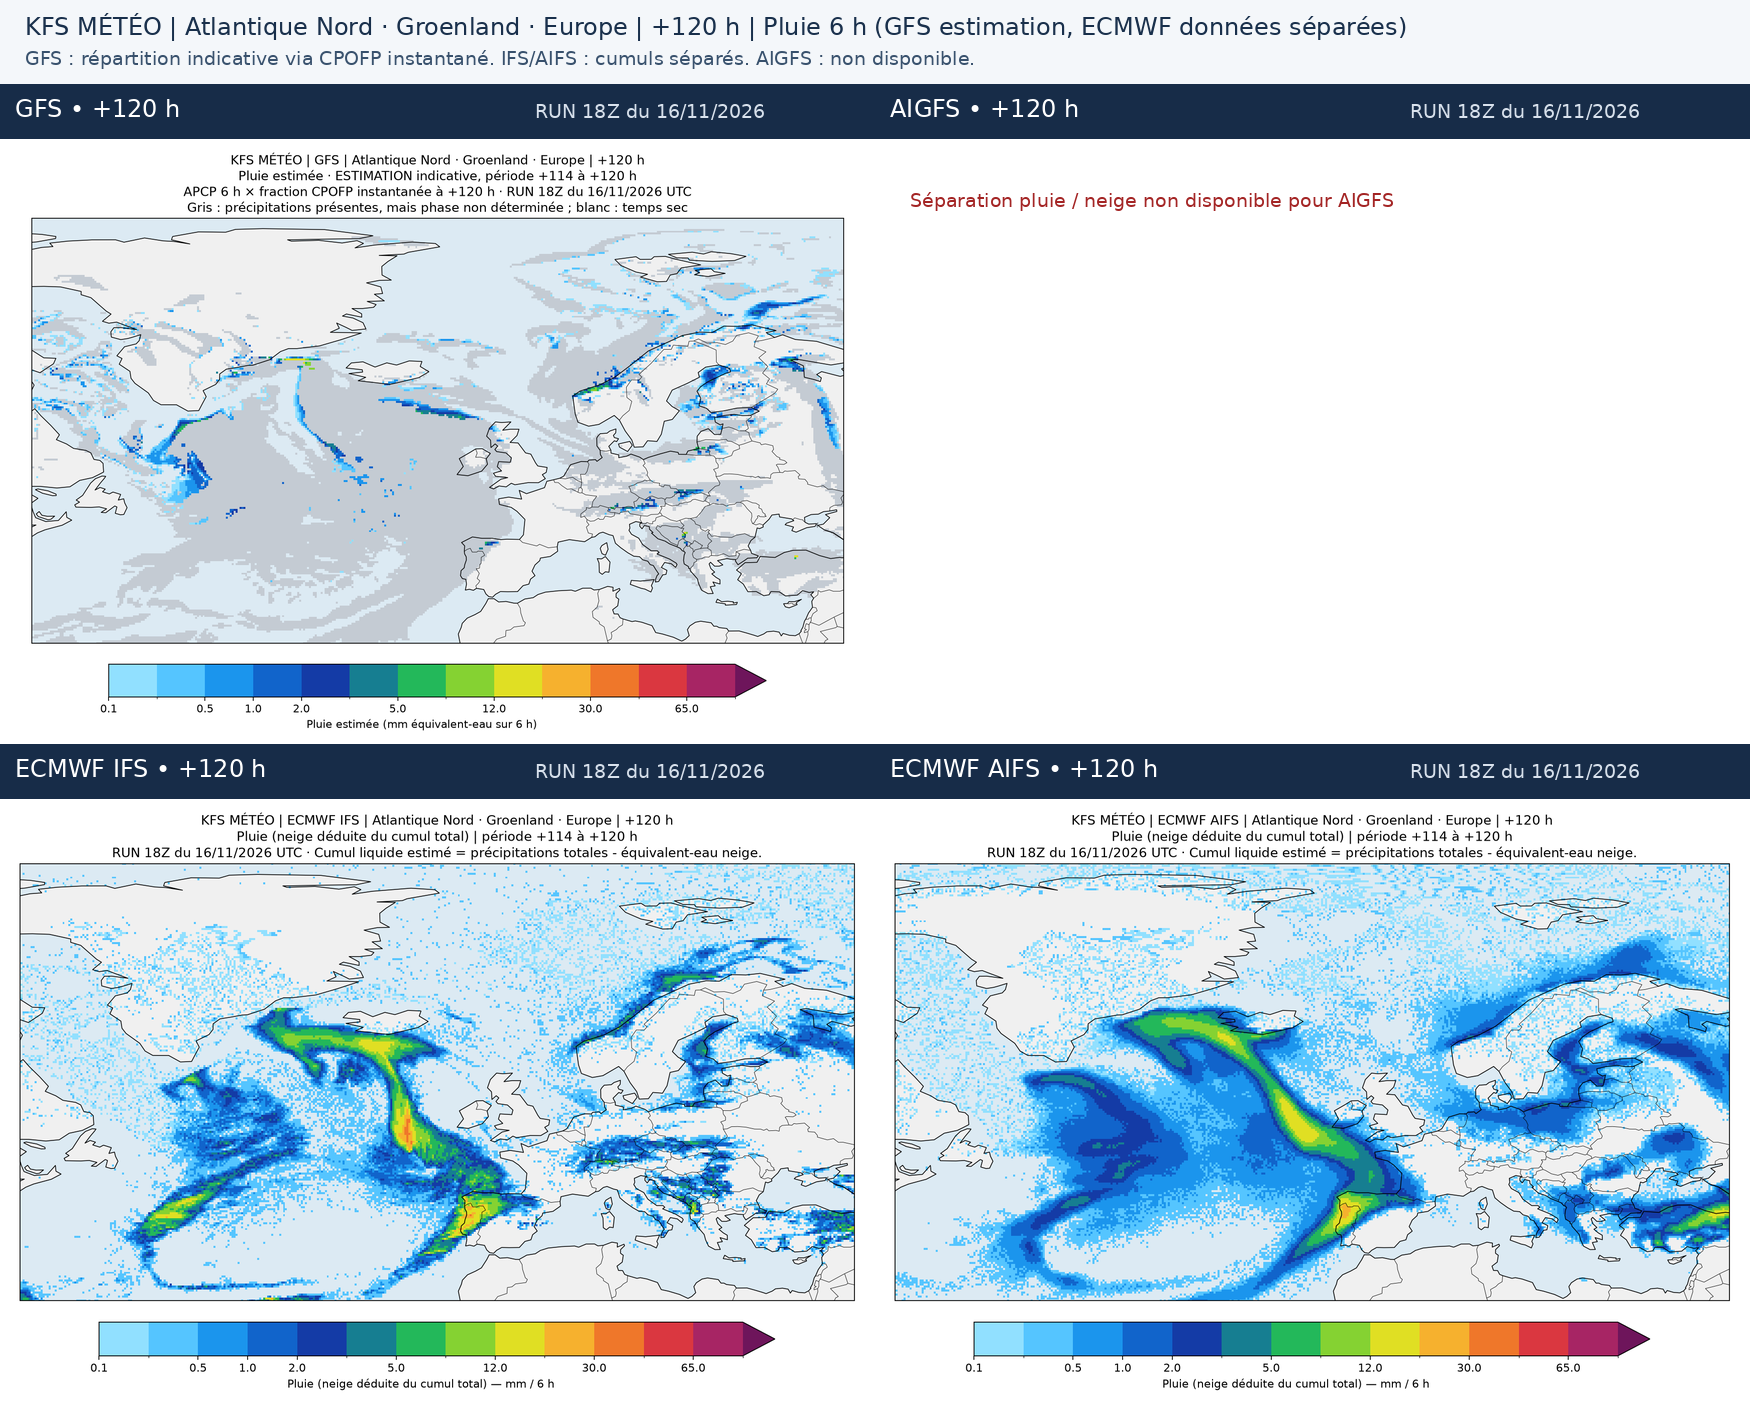 KFS MÉTÉO | Atlantique Nord · Groenland · Europe | +120 h | Pluie 6 h (GFS estimation, ECMWF données séparées)
GFS : répartition indicative via CPOFP instantané. IFS/AIFS : cumuls séparés. AIGFS : non disponible.
GFS • +120 h
RUN 18Z du 16/11/2026
AIGFS • +120 h
RUN 18Z du 16/11/2026
KFS MÉTÉO | GFS | Atlantique Nord · Groenland · Europe | +120 h
Pluie estimée · ESTIMATION indicative, période +114 à +120 h
APCP 6 h × fraction CPOFP instantanée à +120 h · RUN 18Z du 16/11/2026 UTC
Gris : précipitations présentes, mais phase non déterminée ; blanc : temps sec
Séparation pluie / neige non disponible pour AIGFS
0.1 0.5 1.0 2.0 5.0 12.0 30.0 65.0
Pluie estimée (mm équivalent-eau sur 6 h)
ECMWF IFS • +120 h
RUN 18Z du 16/11/2026
ECMWF AIFS • +120 h
RUN 18Z du 16/11/2026
KFS MÉTÉO | ECMWF IFS | Atlantique Nord · Groenland · Europe | +120 h
Pluie (neige déduite du cumul total) | période +114 à +120 h
RUN 18Z du 16/11/2026 UTC · Cumul liquide estimé = précipitations totales - équivalent-eau neige.
0.1 0.5 1.0 2.0 5.0 12.0 30.0 65.0
Pluie (neige déduite du cumul total) — mm / 6 h
KFS MÉTÉO | ECMWF AIFS | Atlantique Nord · Groenland · Europe | +120 h
Pluie (neige déduite du cumul total) | période +114 à +120 h
RUN 18Z du 16/11/2026 UTC · Cumul liquide estimé = précipitations totales - équivalent-eau neige.
0.1 0.5 1.0 2.0 5.0 12.0 30.0 65.0
Pluie (neige déduite du cumul total) — mm / 6 h